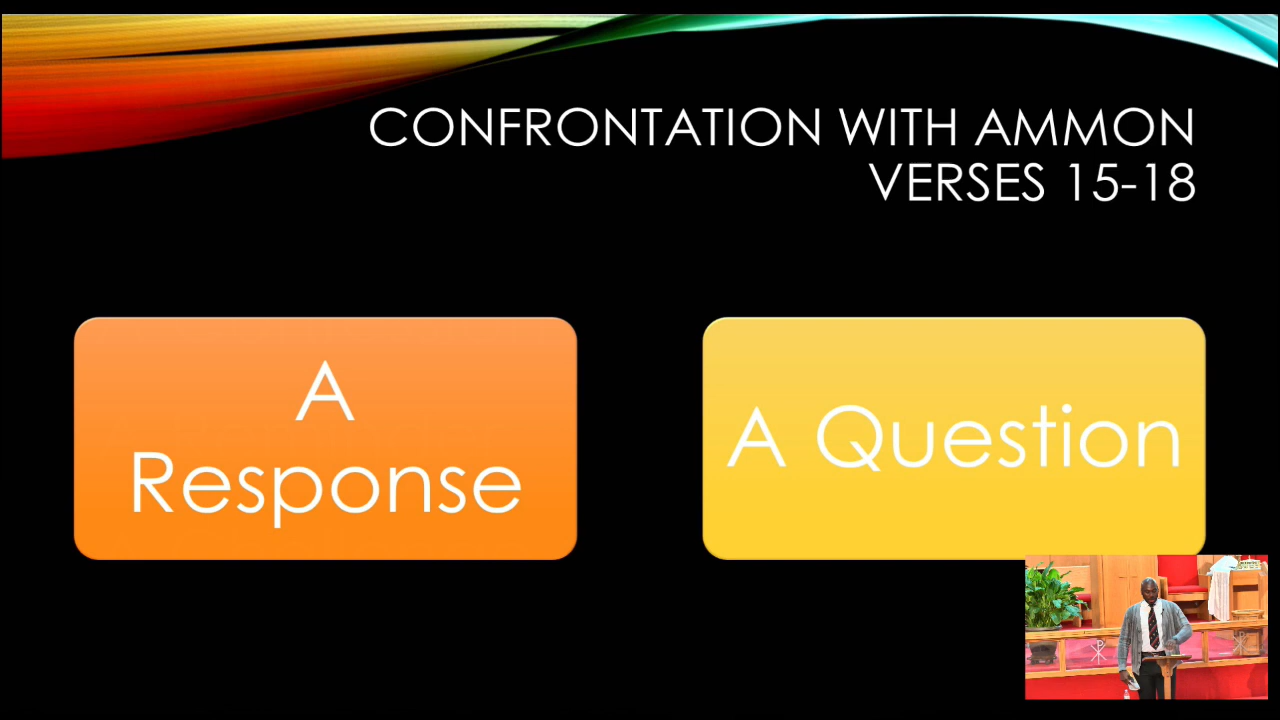 CONFRONTATION WITH AMMON
VERSES 15-18
A
Response
A Question